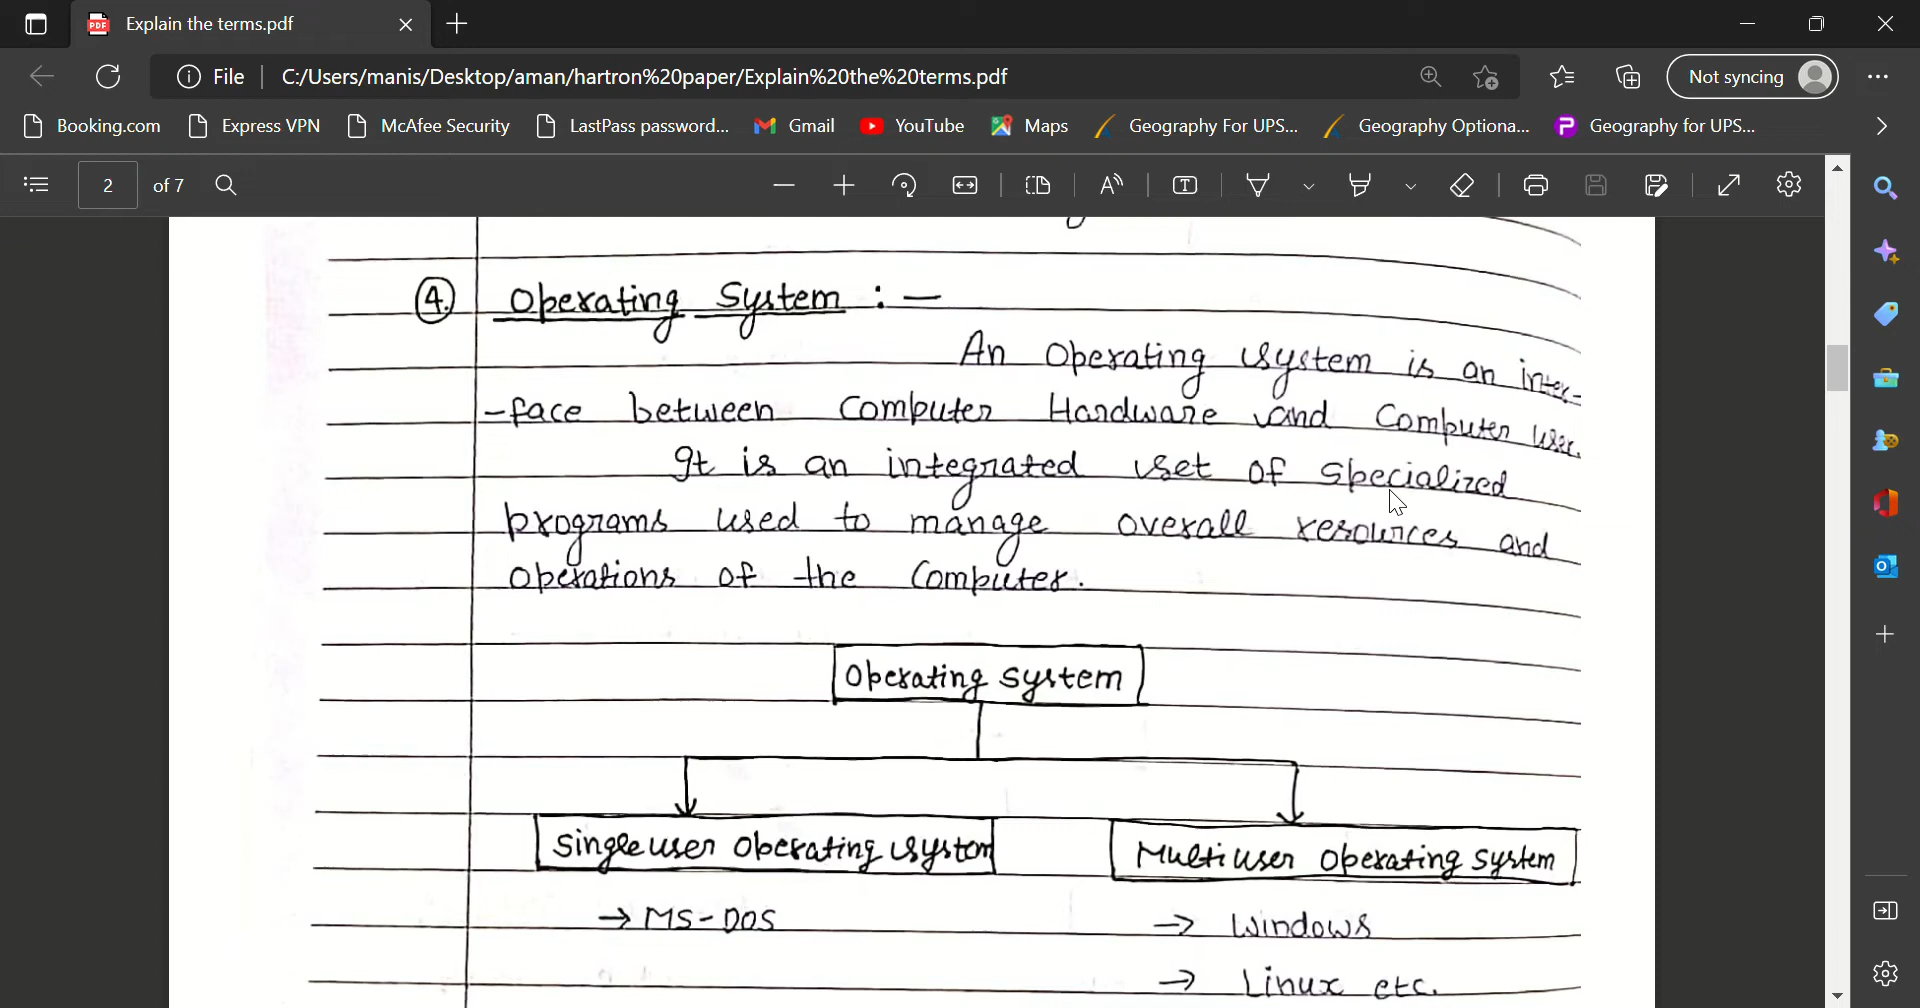 Explain the terms.pdf
File C:/Users/manis/Desktop/aman/hartron%20paper/Explain%20the%20terms.pdf
Not syncing
Booking.com Express VPN McAfee Security LastPass password... Gmail YouTube Maps Geography For UPS... Geography Optiona... Geography for UPS...
2 of 7
4. Operating System :-
An Operating system is an inter-
-face between Computer Hardware and Computer user.
It is an integrated set of specialized
programs used to manage overall resources and
operations of the Computer.
Operating System
Single user Operating System Multi user Operating System
→ MS-DOS → Windows
→ Linux etc.